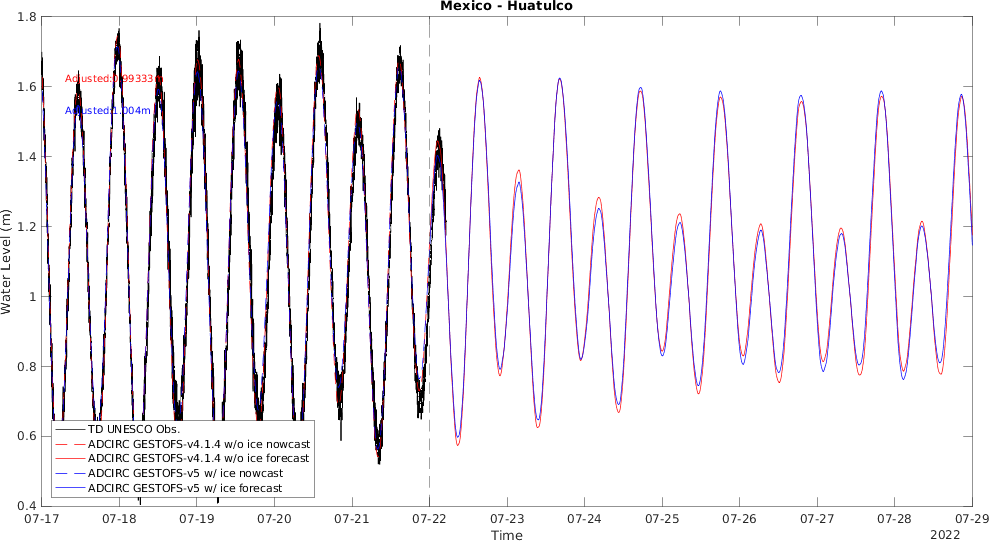 Mexico - Huatulco
Water Level (m)
1.8
1.6
1.4
1.2
1
0.8
0.6
0.4
Adjusted:0.99333m
Adjusted:1.004m
TD UNESCO Obs.
ADCIRC GESTOFS-v4.1.4 w/o ice nowcast
ADCIRC GESTOFS-v4.1.4 w/o ice forecast
ADCIRC GESTOFS-v5 w/ ice nowcast
ADCIRC GESTOFS-v5 w/ ice forecast
07-17 07-18 07-19 07-20 07-21 07-22 07-23 07-24 07-25 07-26 07-27 07-28 07-29
Time
2022